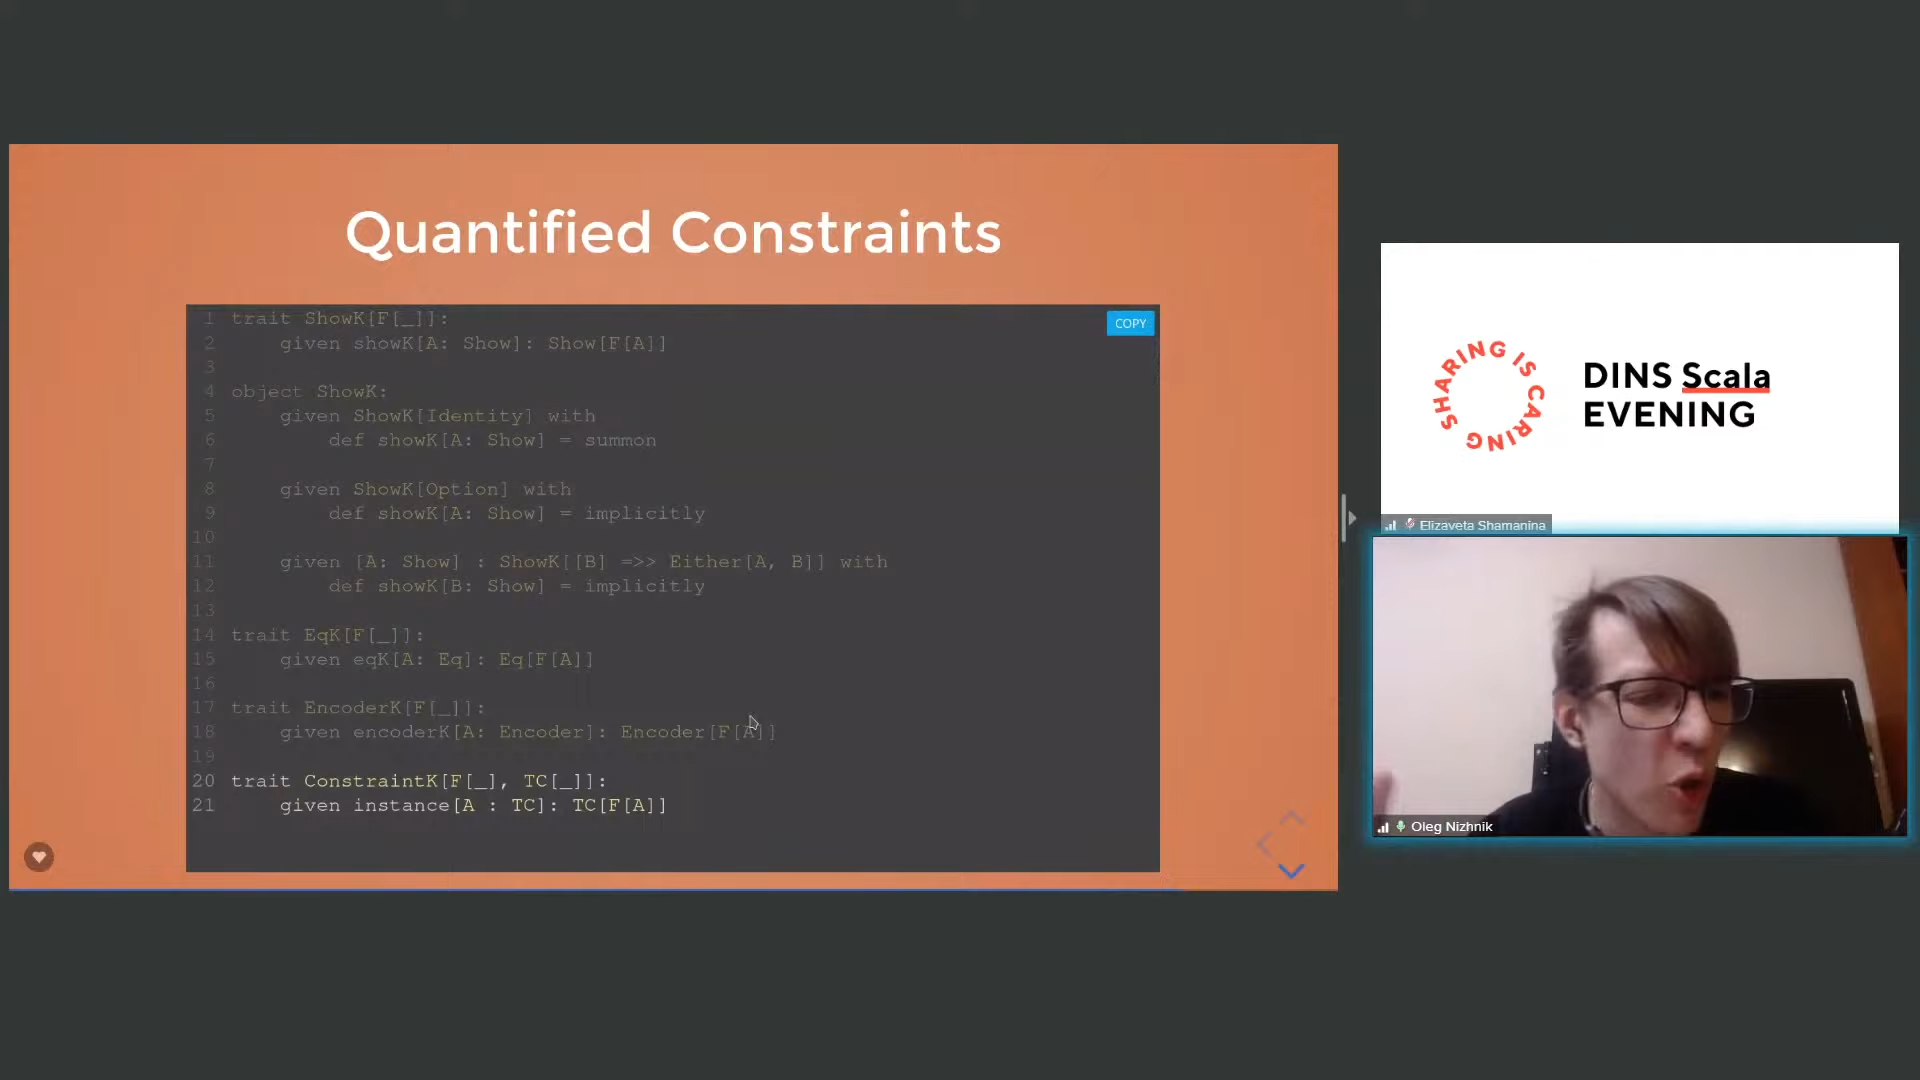 Quantified Constraints
COPY
1 trait ShowK[F[_]]:
2 given showK[A: Show]: Show[F[A]]
3
4 object ShowK:
5 given ShowK[Identity] with
6 def showK[A: Show] = summon
7
8 given ShowK[Option] with
9 def showK[A: Show] = implicitly
10
11 given [A: Show] : ShowK[[B] =>> Either[A, B]] with
12 def showK[B: Show] = implicitly
13
14 trait EqK[F[_]]:
15 given eqK[A: Eq]: Eq[F[A]]
16
17 trait EncoderK[F[_]]:
18 given encoderK[A: Encoder]: Encoder[F[A]]
19
20 trait ConstraintK[F[_], TC[_]]:
21 given instance[A : TC]: TC[F[A]]
SHARING IS CARING
DINS Scala
EVENING
Elizaveta Shamanina
Oleg Nizhnik